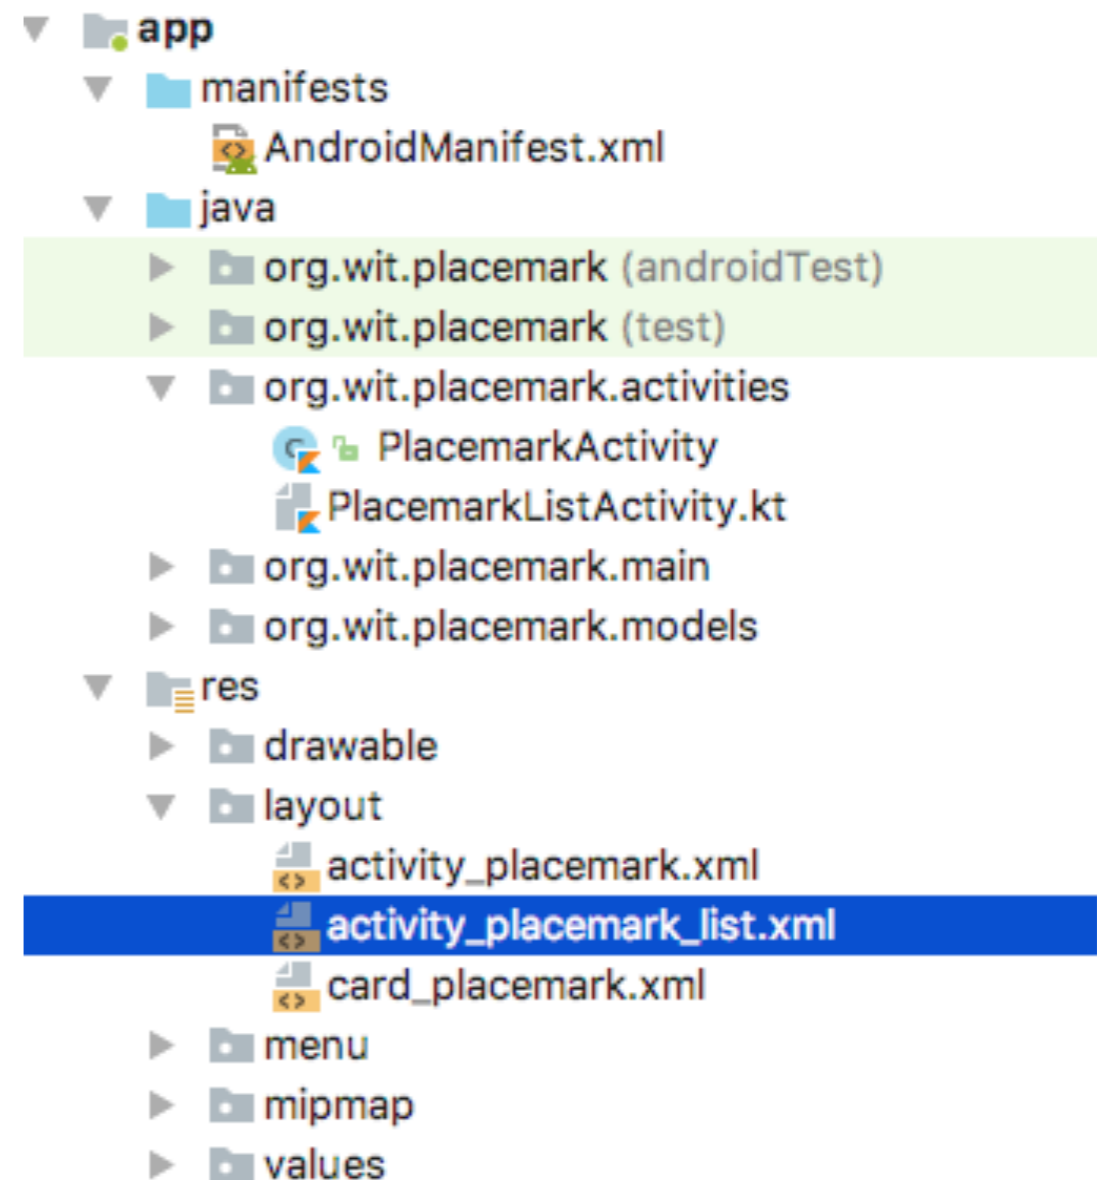 app
manifests
AndroidManifest.xml
java
org.wit.placemark (androidTest)
org.wit.placemark (test)
org.wit.placemark.activities
PlacemarkActivity
PlacemarkListActivity.kt
org.wit.placemark.main
org.wit.placemark.models
res
drawable
layout
activity_placemark.xml
activity_placemark_list.xml
card_placemark.xml
menu
mipmap
values